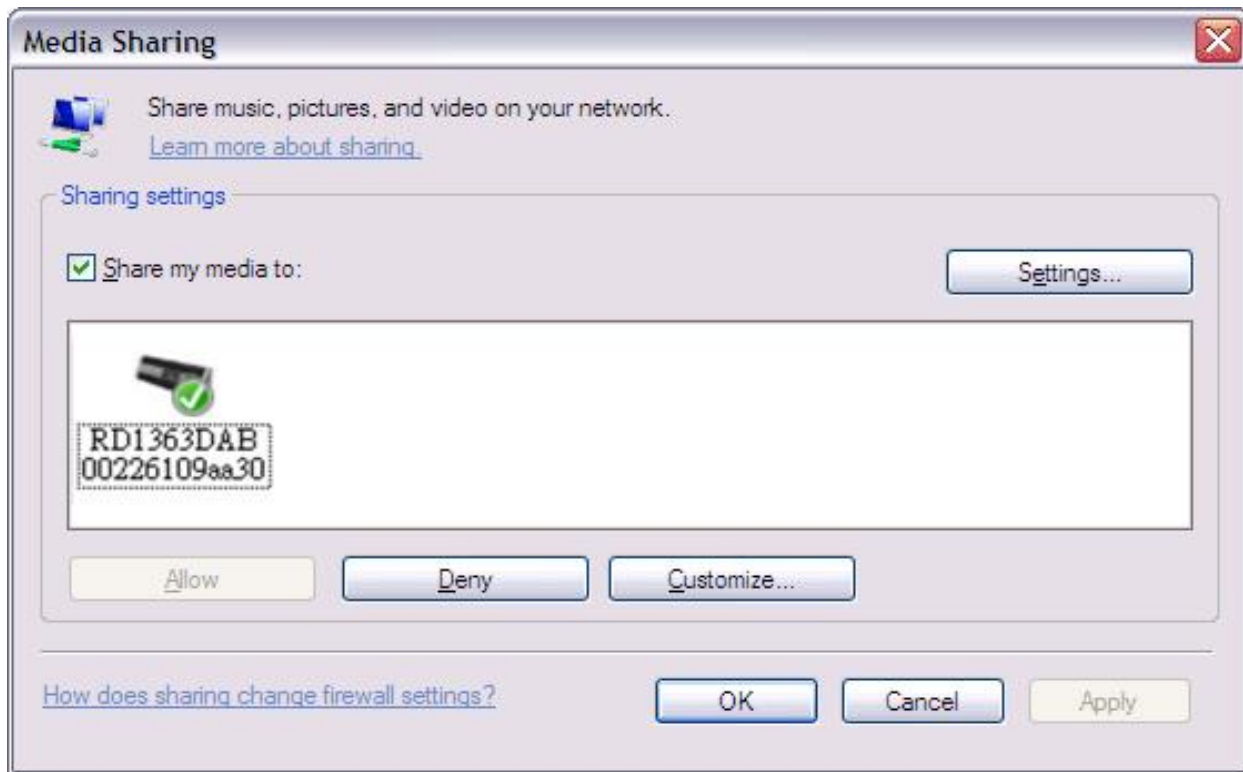 Media Sharing
Share music, pictures, and video on your network.
Learn more about sharing.
Sharing settings
Share my media to:
Settings...
RD1363DAB
00226109aa30
Allow
Deny
Customize...
How does sharing change firewall settings?
OK
Cancel
Apply